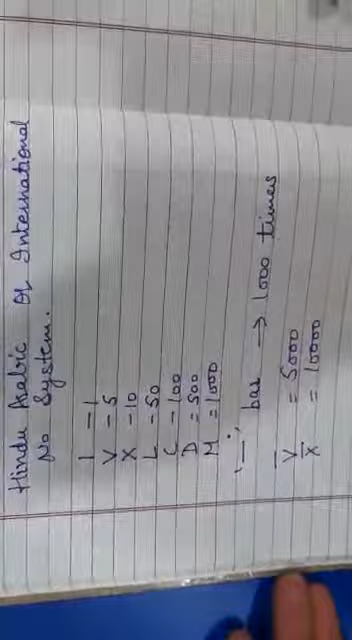 Hindu Arabic Or International
No System.
I - 1
V - 5
X - 10
L - 50
C - 100
D = 500
M = 1000
'—' bar → 1000 times
V̅ = 5000
X̅ = 10000